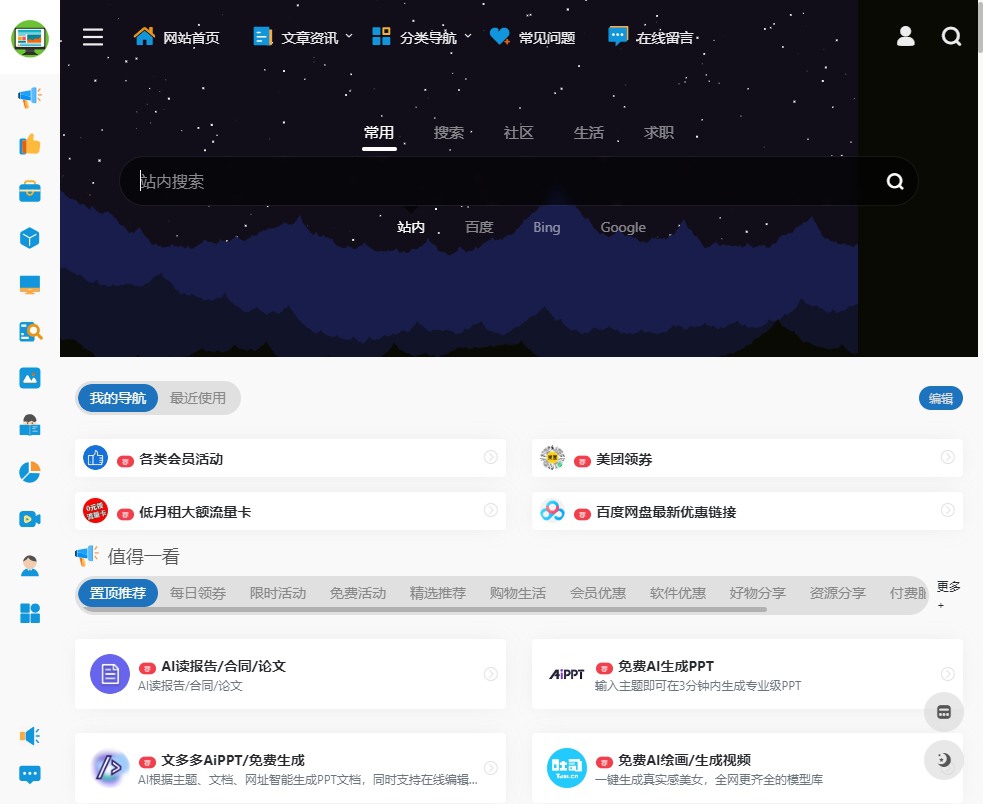 网站首页 文章资讯 分类导航 常见问题 在线留言
常用 搜索 社区 生活 求职
站内搜索
站内 百度 Bing Google
我的导航 最近使用 编辑
荐 各类会员活动
荐 美团领券
0元领 流量卡 荐 低月租大额流量卡
荐 百度网盘最新优惠链接
值得一看
置顶推荐 每日领券 限时活动 免费活动 精选推荐 购物生活 会员优惠 软件优惠 好物分享 资源分享 付费
更多
+
荐 AI读报告/合同/论文
AI读报告/合同/论文
AiPPT 荐 免费AI生成PPT
输入主题即可在3分钟内生成专业级PPT
荐 文多多AiPPT/免费生成
AI根据主题、文档、网址智能生成PPT文档，同时支持在线编辑...
吐司 Tusi.cn 荐 免费AI绘画/生成视频
一键生成真实感美女，全网更齐全的模型库